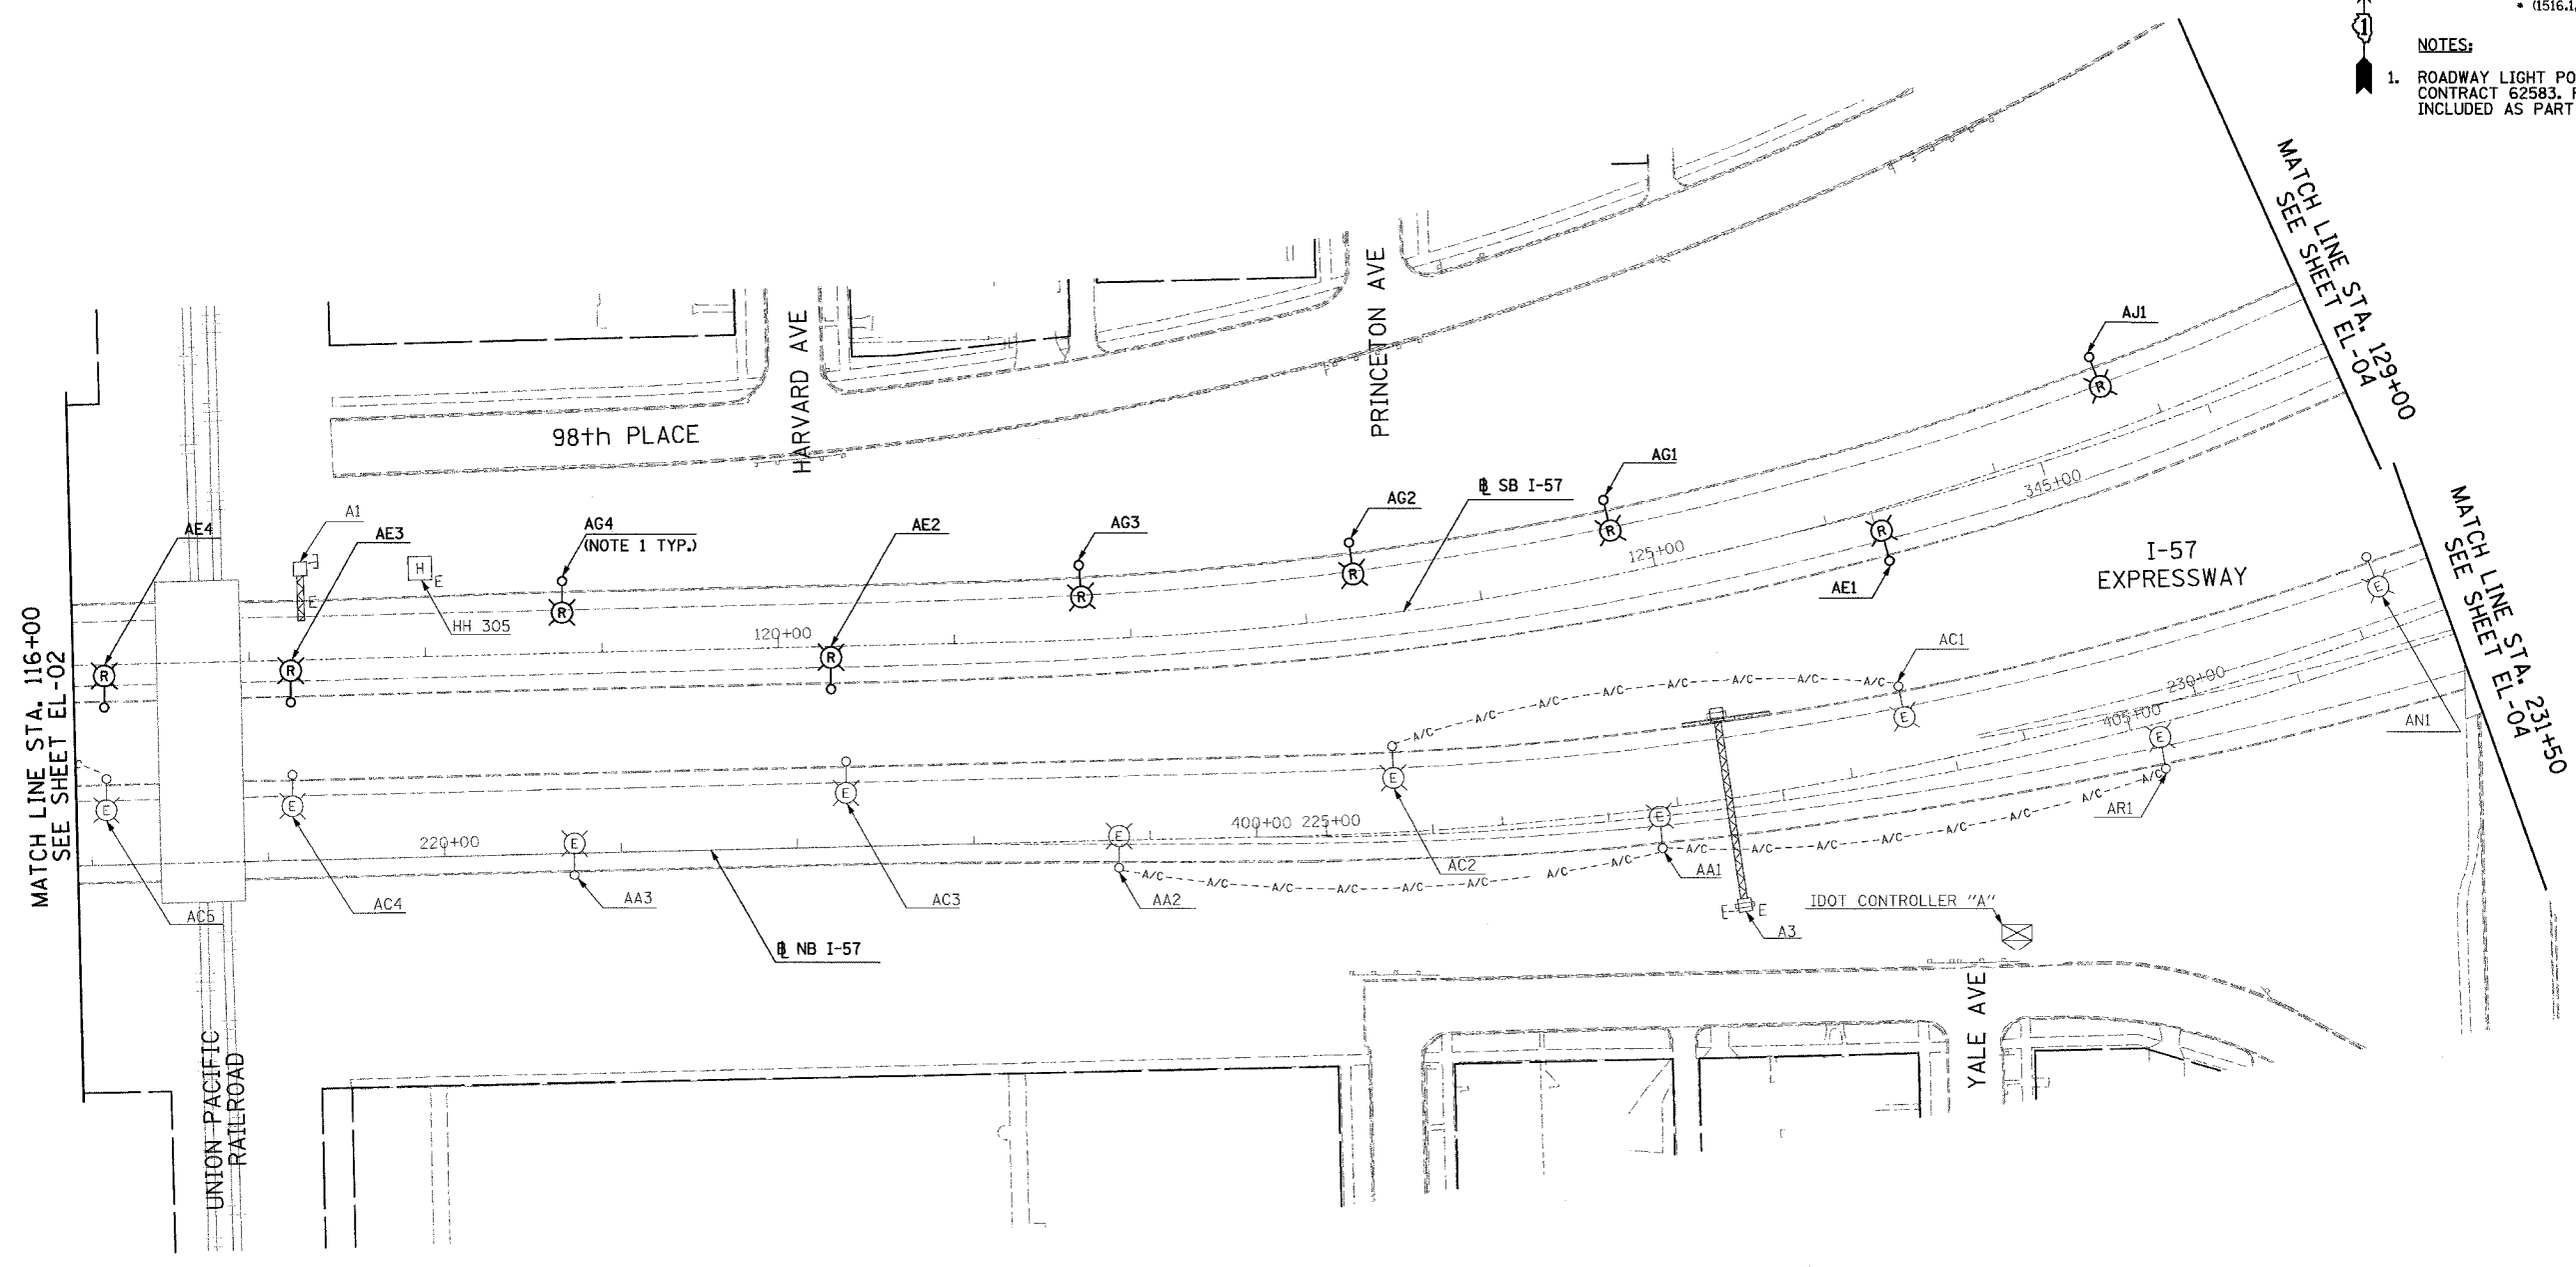 * (1516.1,
1
NOTES:
1. ROADWAY LIGHT PO
CONTRACT 62583.
INCLUDED AS PART
MATCH LINE STA. 129+00
SEE SHEET EL-04
AJ1
HARVARD AVE
PRINCETON AVE
98th PLACE
AG1
345+00
AG2
℄ SB I-57
MATCH LINE STA. 231+50
SEE SHEET EL-04
AE4
A1
AE3
AG4
(NOTE 1 TYP.)
AE2
AG3
R
R
125+00
R
I-57
EXPRESSWAY
H
E
E
R
R
R
AE1
E
HH 305
120+00
AC1
MATCH LINE STA. 116+00
SEE SHEET EL-02
R
R
R
A/C A/C A/C A/C A/C A/C A/C A/C
230+00
E
405+00
AN1
E
E
E
E
E
A/C
A/C
AR1
220+00
E
E
400+00 225+00
E
A/C A/C A/C A/C A/C A/C A/C A/C
A/C A/C A/C A/C A/C A/C
AC5
AC4
AA3
AC3
AA2
AC2
AA1
E E
A3
IDOT CONTROLLER "A"
℄ NB I-57
YALE AVE
UNION PACIFIC
RAILROAD